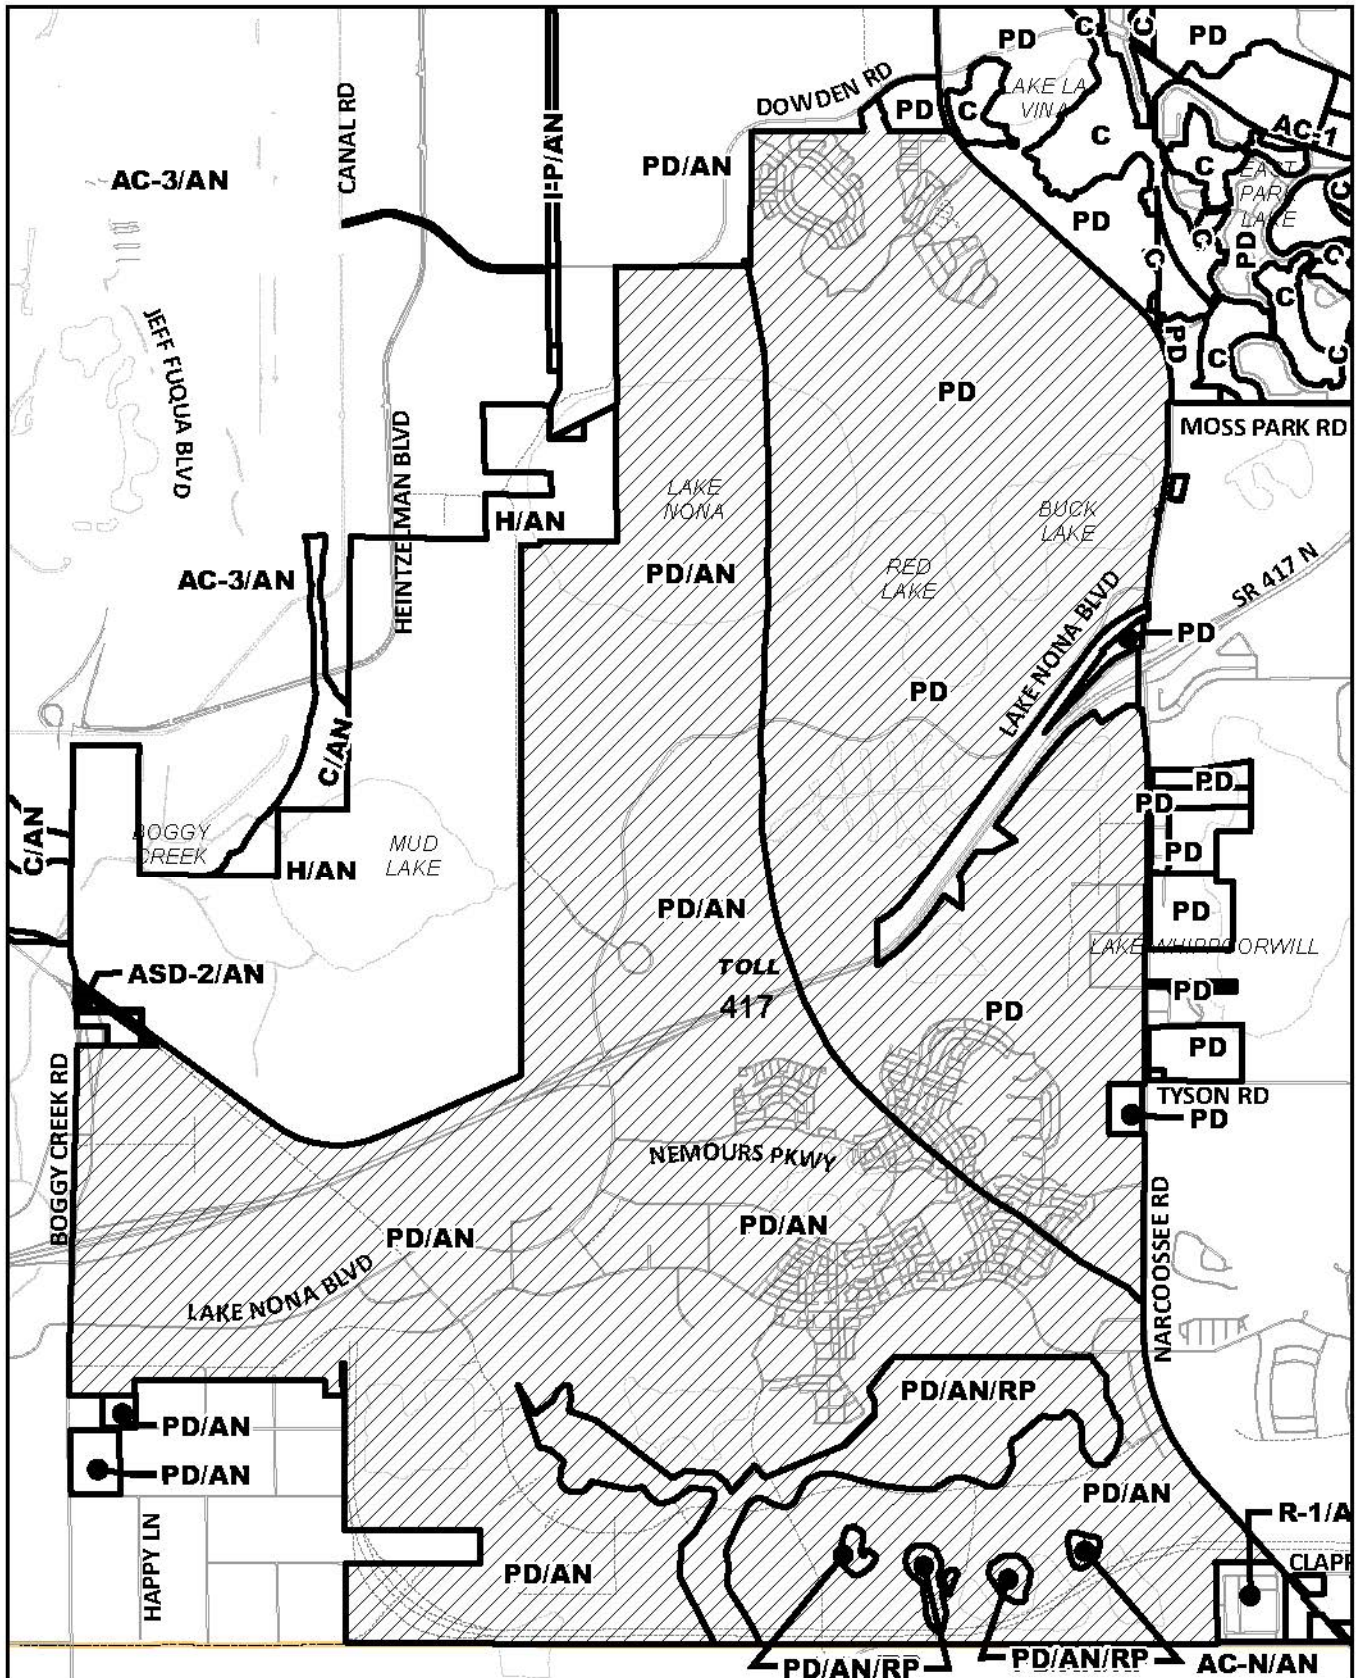 C
C
PD
PD
CANAL RD
I-P/AN
DOWDEN RD
LAKE LA
VINA
PD
C
C
AC-1
AC-3/AN
PD/AN
C
EAST
PARK
LAKE
C
PD
C
PD
C
C
C
JEFF FUQUA BLVD
PD
C
C
PD
MOSS PARK RD
HEINTZELMAN BLVD
LAKE
NONA
BUCK
LAKE
H/AN
AC-3/AN
PD/AN
RED
LAKE
SR 417 N
LAKE NONA BLVD
PD
PD
C/AN
PD
PD
C/AN
BOGGY
CREEK
MUD
LAKE
PD
H/AN
PD/AN
PD
LAKE WHIPPOORWILL
ASD-2/AN
TOLL
417
PD
PD
PD
BOGGY CREEK RD
TYSON RD
PD
NEMOURS PKWY
PD/AN
PD/AN
NARCOOSSEE RD
LAKE NONA BLVD
PD/AN/RP
PD/AN
PD/AN
PD/AN
HAPPY LN
R-1/A
CLAPP
PD/AN
PD/AN/RP
PD/AN/RP
AC-N/AN